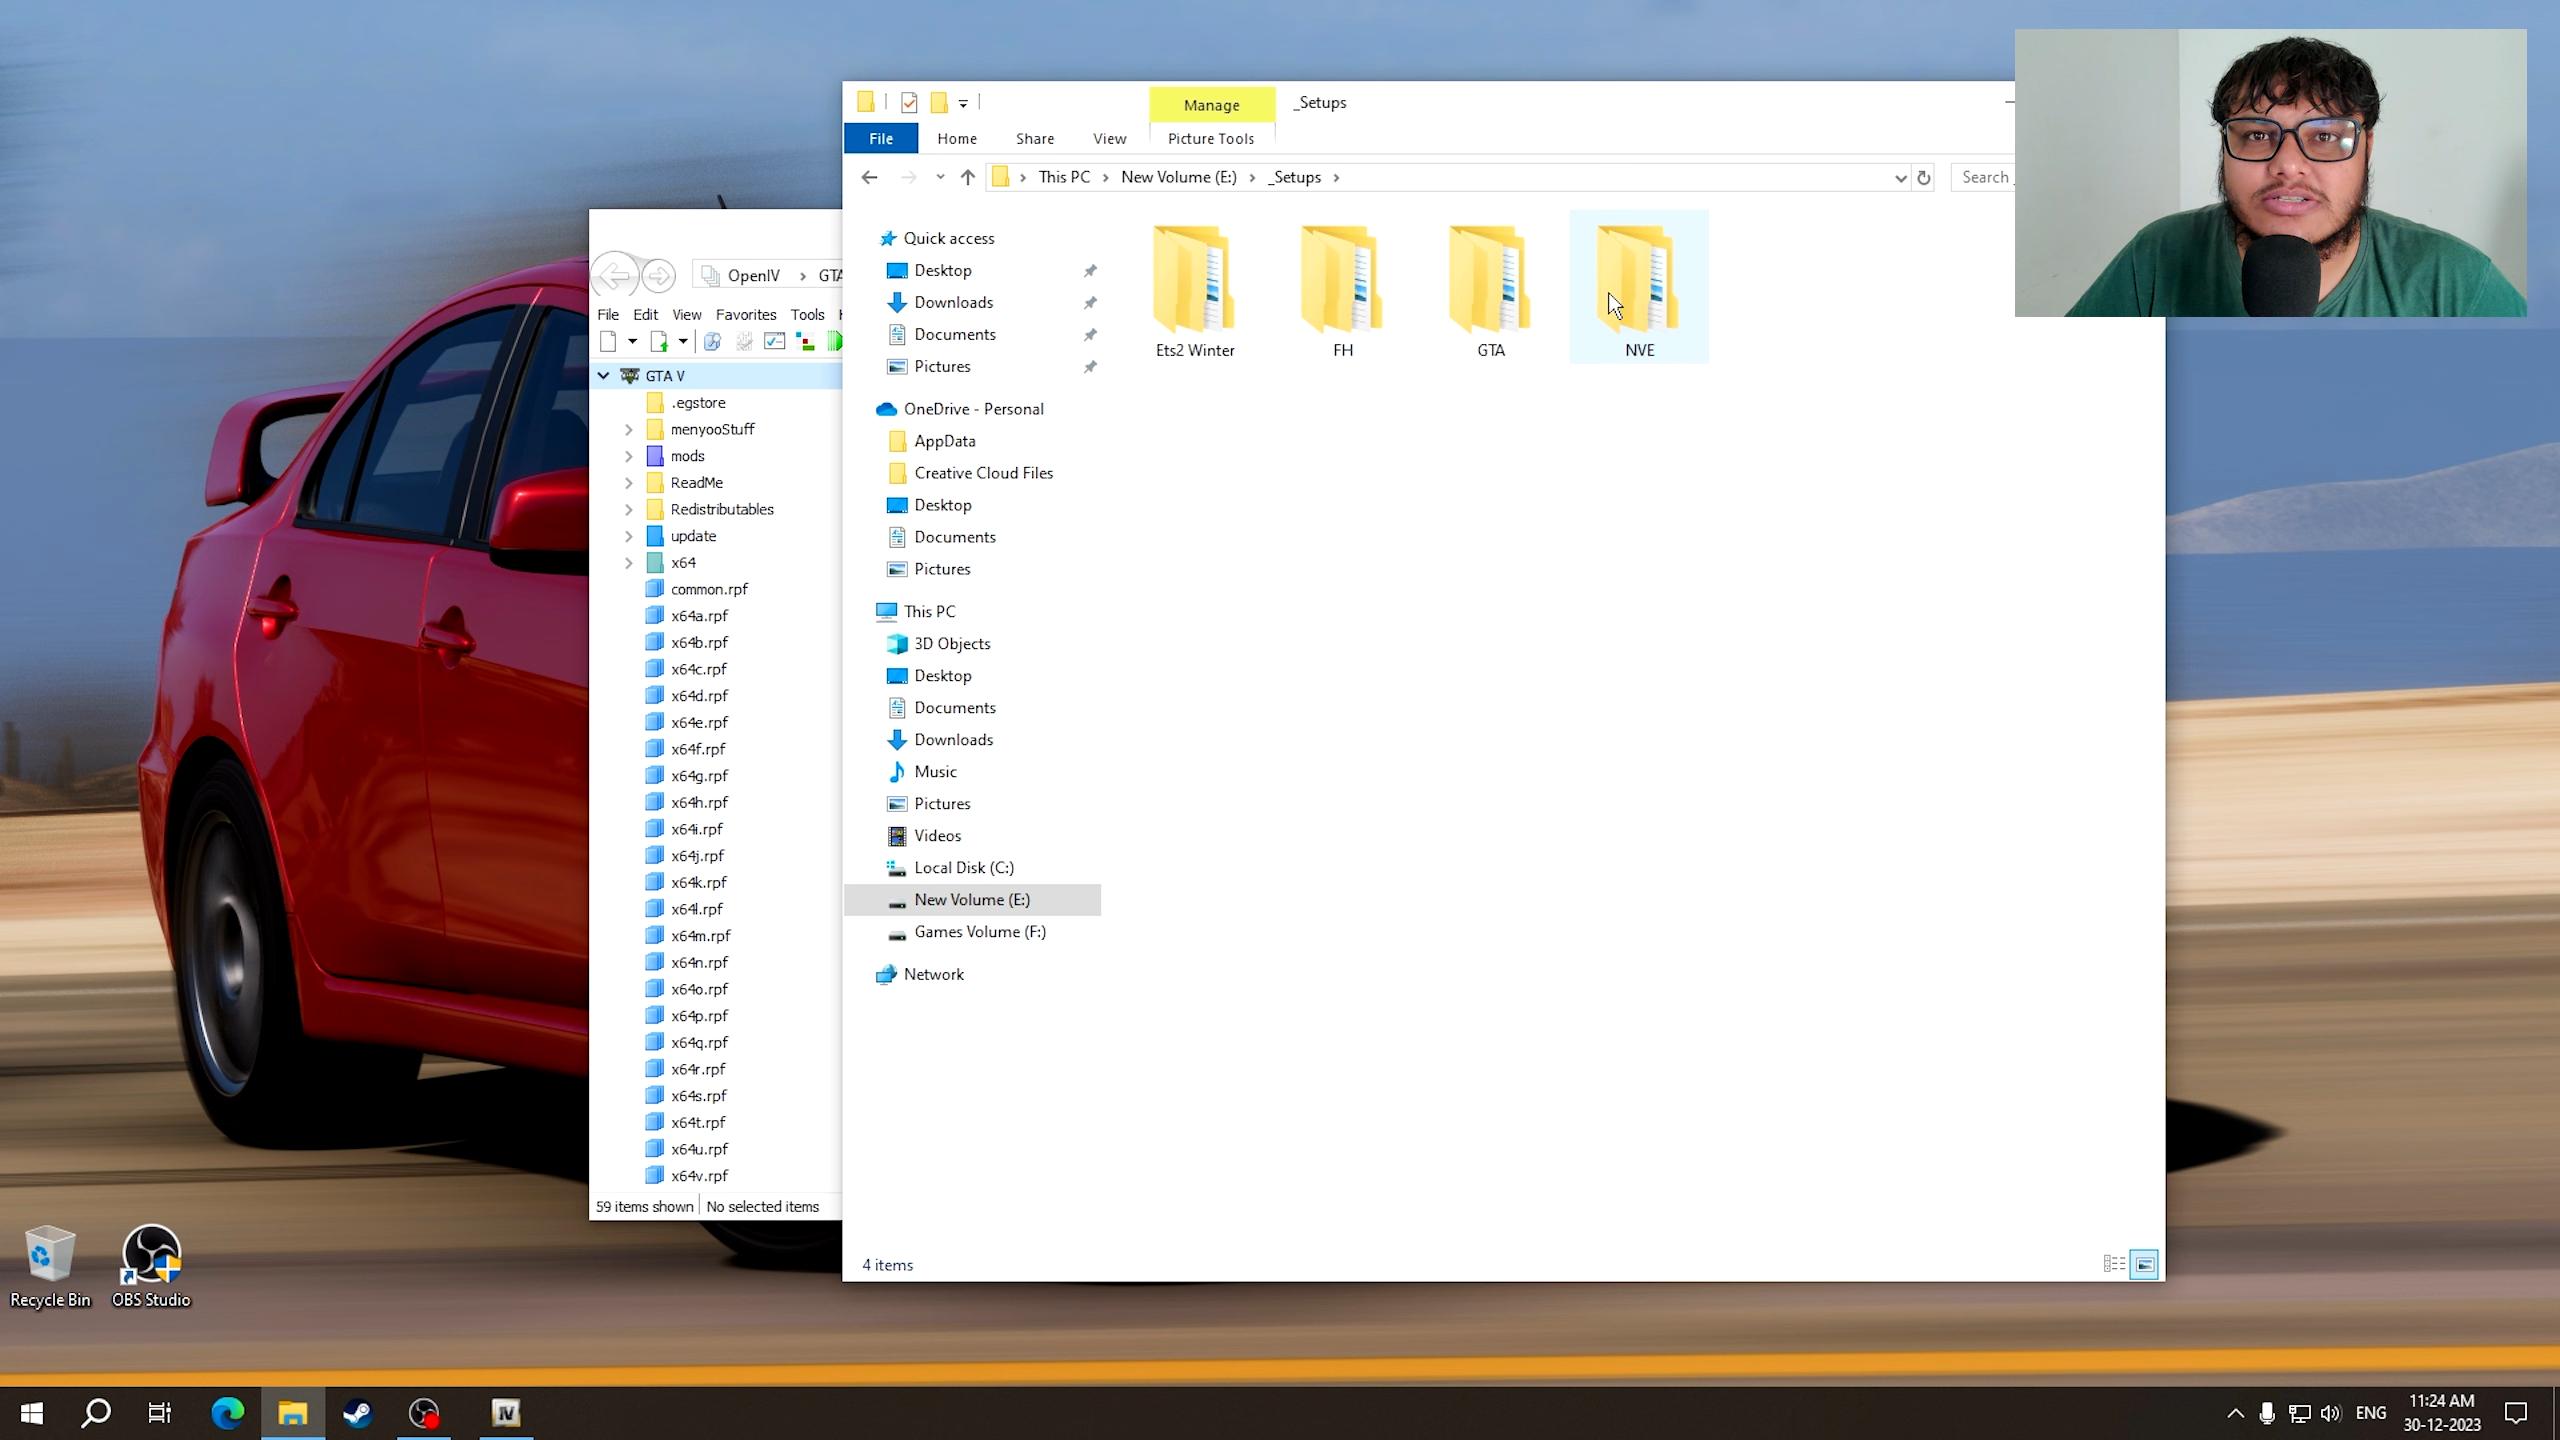 Manage
_Setups
File
Home
Share
View
Picture Tools
This PC
New Volume (E:)
_Setups
Search
Quick access
Desktop
Downloads
Documents
Pictures
OneDrive - Personal
AppData
Creative Cloud Files
Desktop
Documents
Pictures
This PC
3D Objects
Desktop
Documents
Downloads
Music
Pictures
Videos
Local Disk (C:)
New Volume (E:)
Games Volume (F:)
Network
Ets2 Winter
FH
GTA
NVE
4 items
OpenIV
GTA
File
Edit
View
Favorites
Tools
GTA V
.egstore
menyooStuff
mods
ReadMe
Redistributables
update
x64
common.rpf
x64a.rpf
x64b.rpf
x64c.rpf
x64d.rpf
x64e.rpf
x64f.rpf
x64g.rpf
x64h.rpf
x64i.rpf
x64j.rpf
x64k.rpf
x64l.rpf
x64m.rpf
x64n.rpf
x64o.rpf
x64p.rpf
x64q.rpf
x64r.rpf
x64s.rpf
x64t.rpf
x64u.rpf
x64v.rpf
59 items shown
No selected items
Recycle Bin
OBS Studio
IV
ENG
11:24 AM
30-12-2023